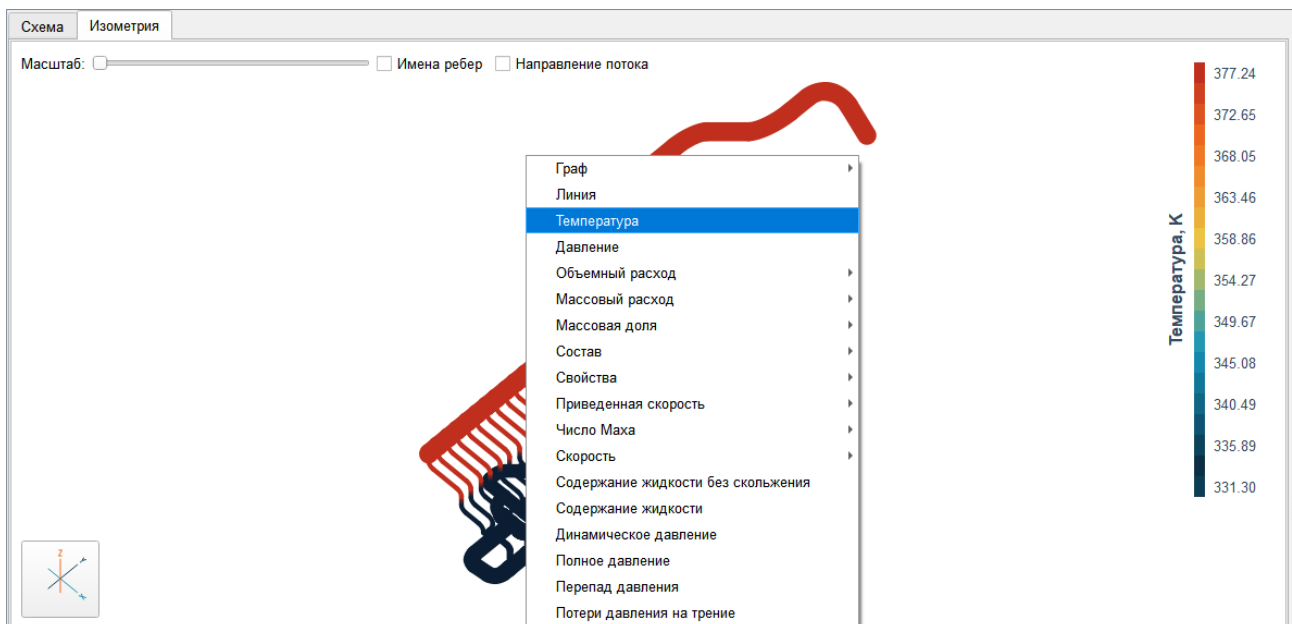 Схема Изометрия
Масштаб: Имена ребер Направление потока
377.24
372.65
368.05
363.46
358.86
354.27
349.67
345.08
340.49
335.89
331.30
Температура, К
Граф
Линия
Температура
Давление
Объемный расход
Массовый расход
Массовая доля
Состав
Свойства
Приведенная скорость
Число Маха
Скорость
Содержание жидкости без скольжения
Содержание жидкости
Динамическое давление
Полное давление
Перепад давления
Потери давления на трение
Z